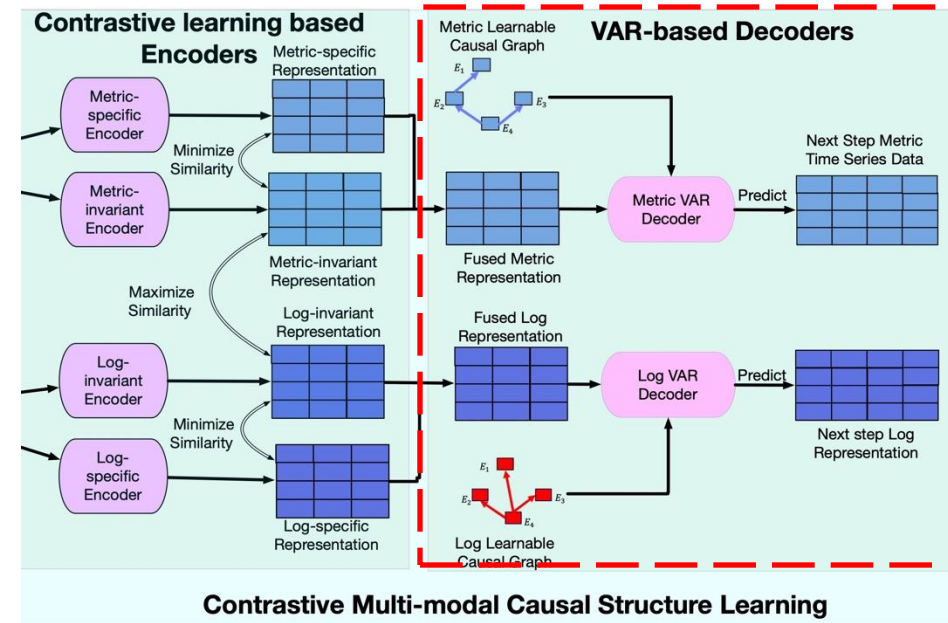 Contrastive learning based
Encoders
Metric-
specific
Encoder
Metric-specific
Representation
Minimize
Similarity
Metric-
invariant
Encoder
Metric-invariant
Representation
Maximize
Similarity
Log-invariant
Representation
Log-
invariant
Encoder
Minimize
Similarity
Log-
specific
Encoder
Log-specific
Representation
VAR-based Decoders
Metric Learnable
Causal Graph
E1
E2
E3
E4
Fused Metric
Representation
Metric VAR
Decoder
Predict
Next Step Metric
Time Series Data
Fused Log
Representation
Log VAR
Decoder
Predict
Next step Log
Representation
E1
E2
E3
E4
Log Learnable
Causal Graph
Contrastive Multi-modal Causal Structure Learning